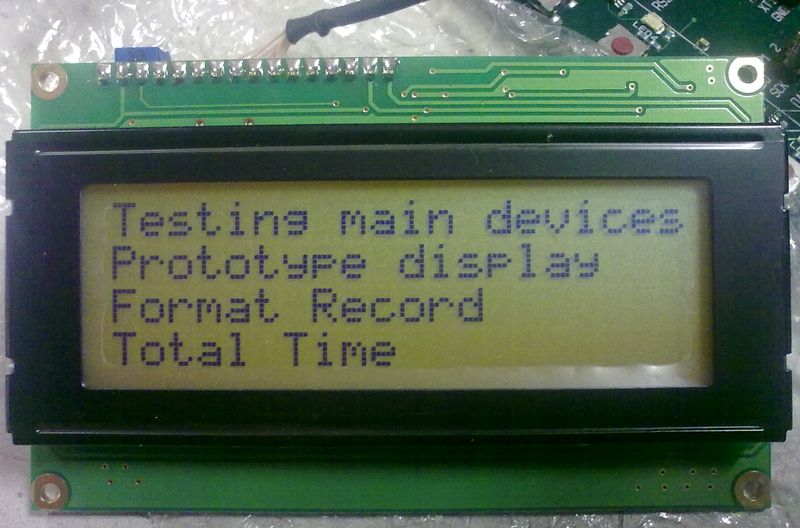 Testing main devices
Prototype display
Format Record
Total Time